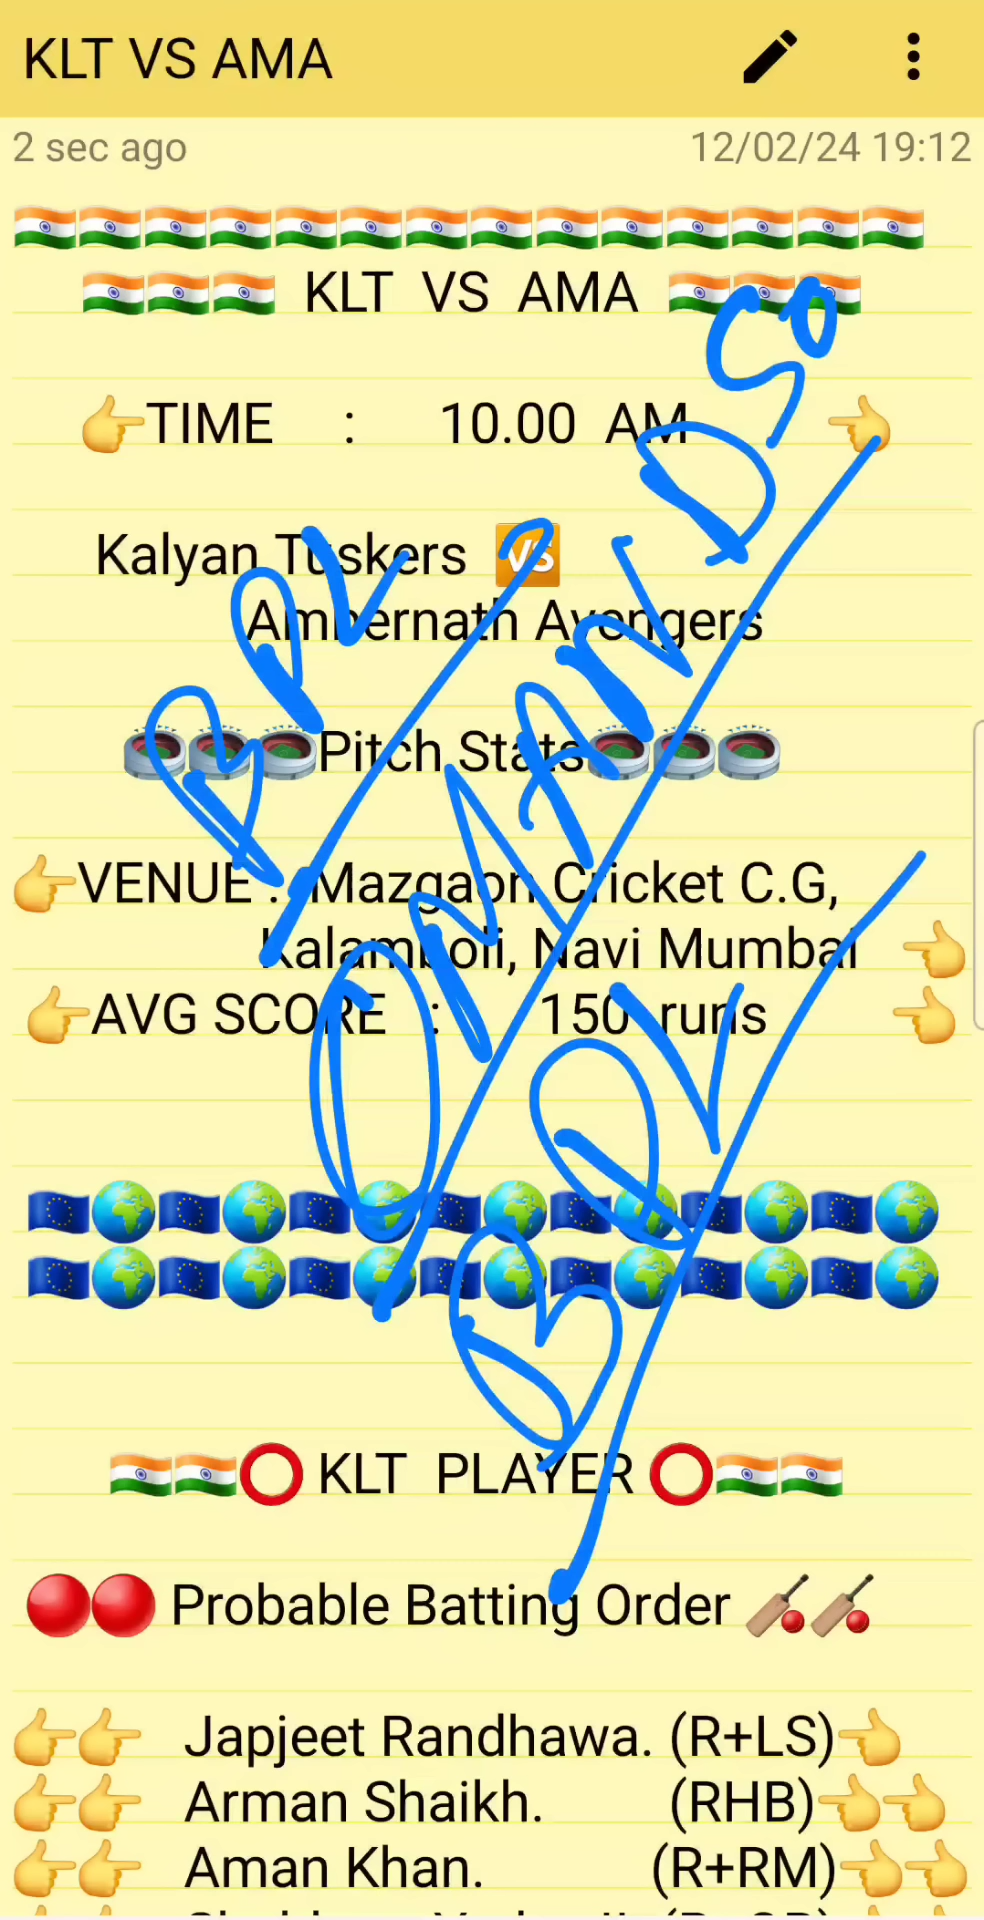 KLT VS AMA
2 sec ago 12/02/24 19:12
KLT VS AMA
TIME : 10.00 AM
Kalyan Tuskers VS
Ambernath Avengers
Pitch Stats
VENUE : Mazgaon Cricket C.G,
Kalamboli, Navi Mumbai
AVG SCORE : 150 runs
KLT PLAYER
Probable Batting Order
Japjeet Randhawa. (R+LS)
Arman Shaikh. (RHB)
Aman Khan. (R+RM)